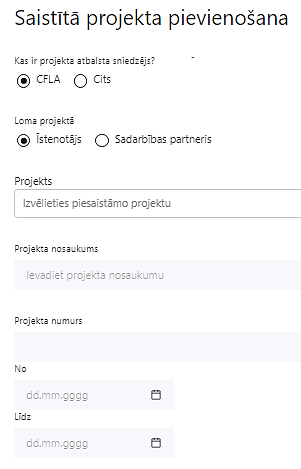 Saistītā projekta pievienošana
Kas ir projekta atbalsta sniedzējs?
CFLA Cits
Loma projektā
Īstenotājs Sadarbības partneris
Projekts
Izvēlieties piesaistāmo projektu
Projekta nosaukums
Ievadiet projekta nosaukumu
Projekta numurs
No
dd.mm.gggg
Līdz
dd.mm.gggg